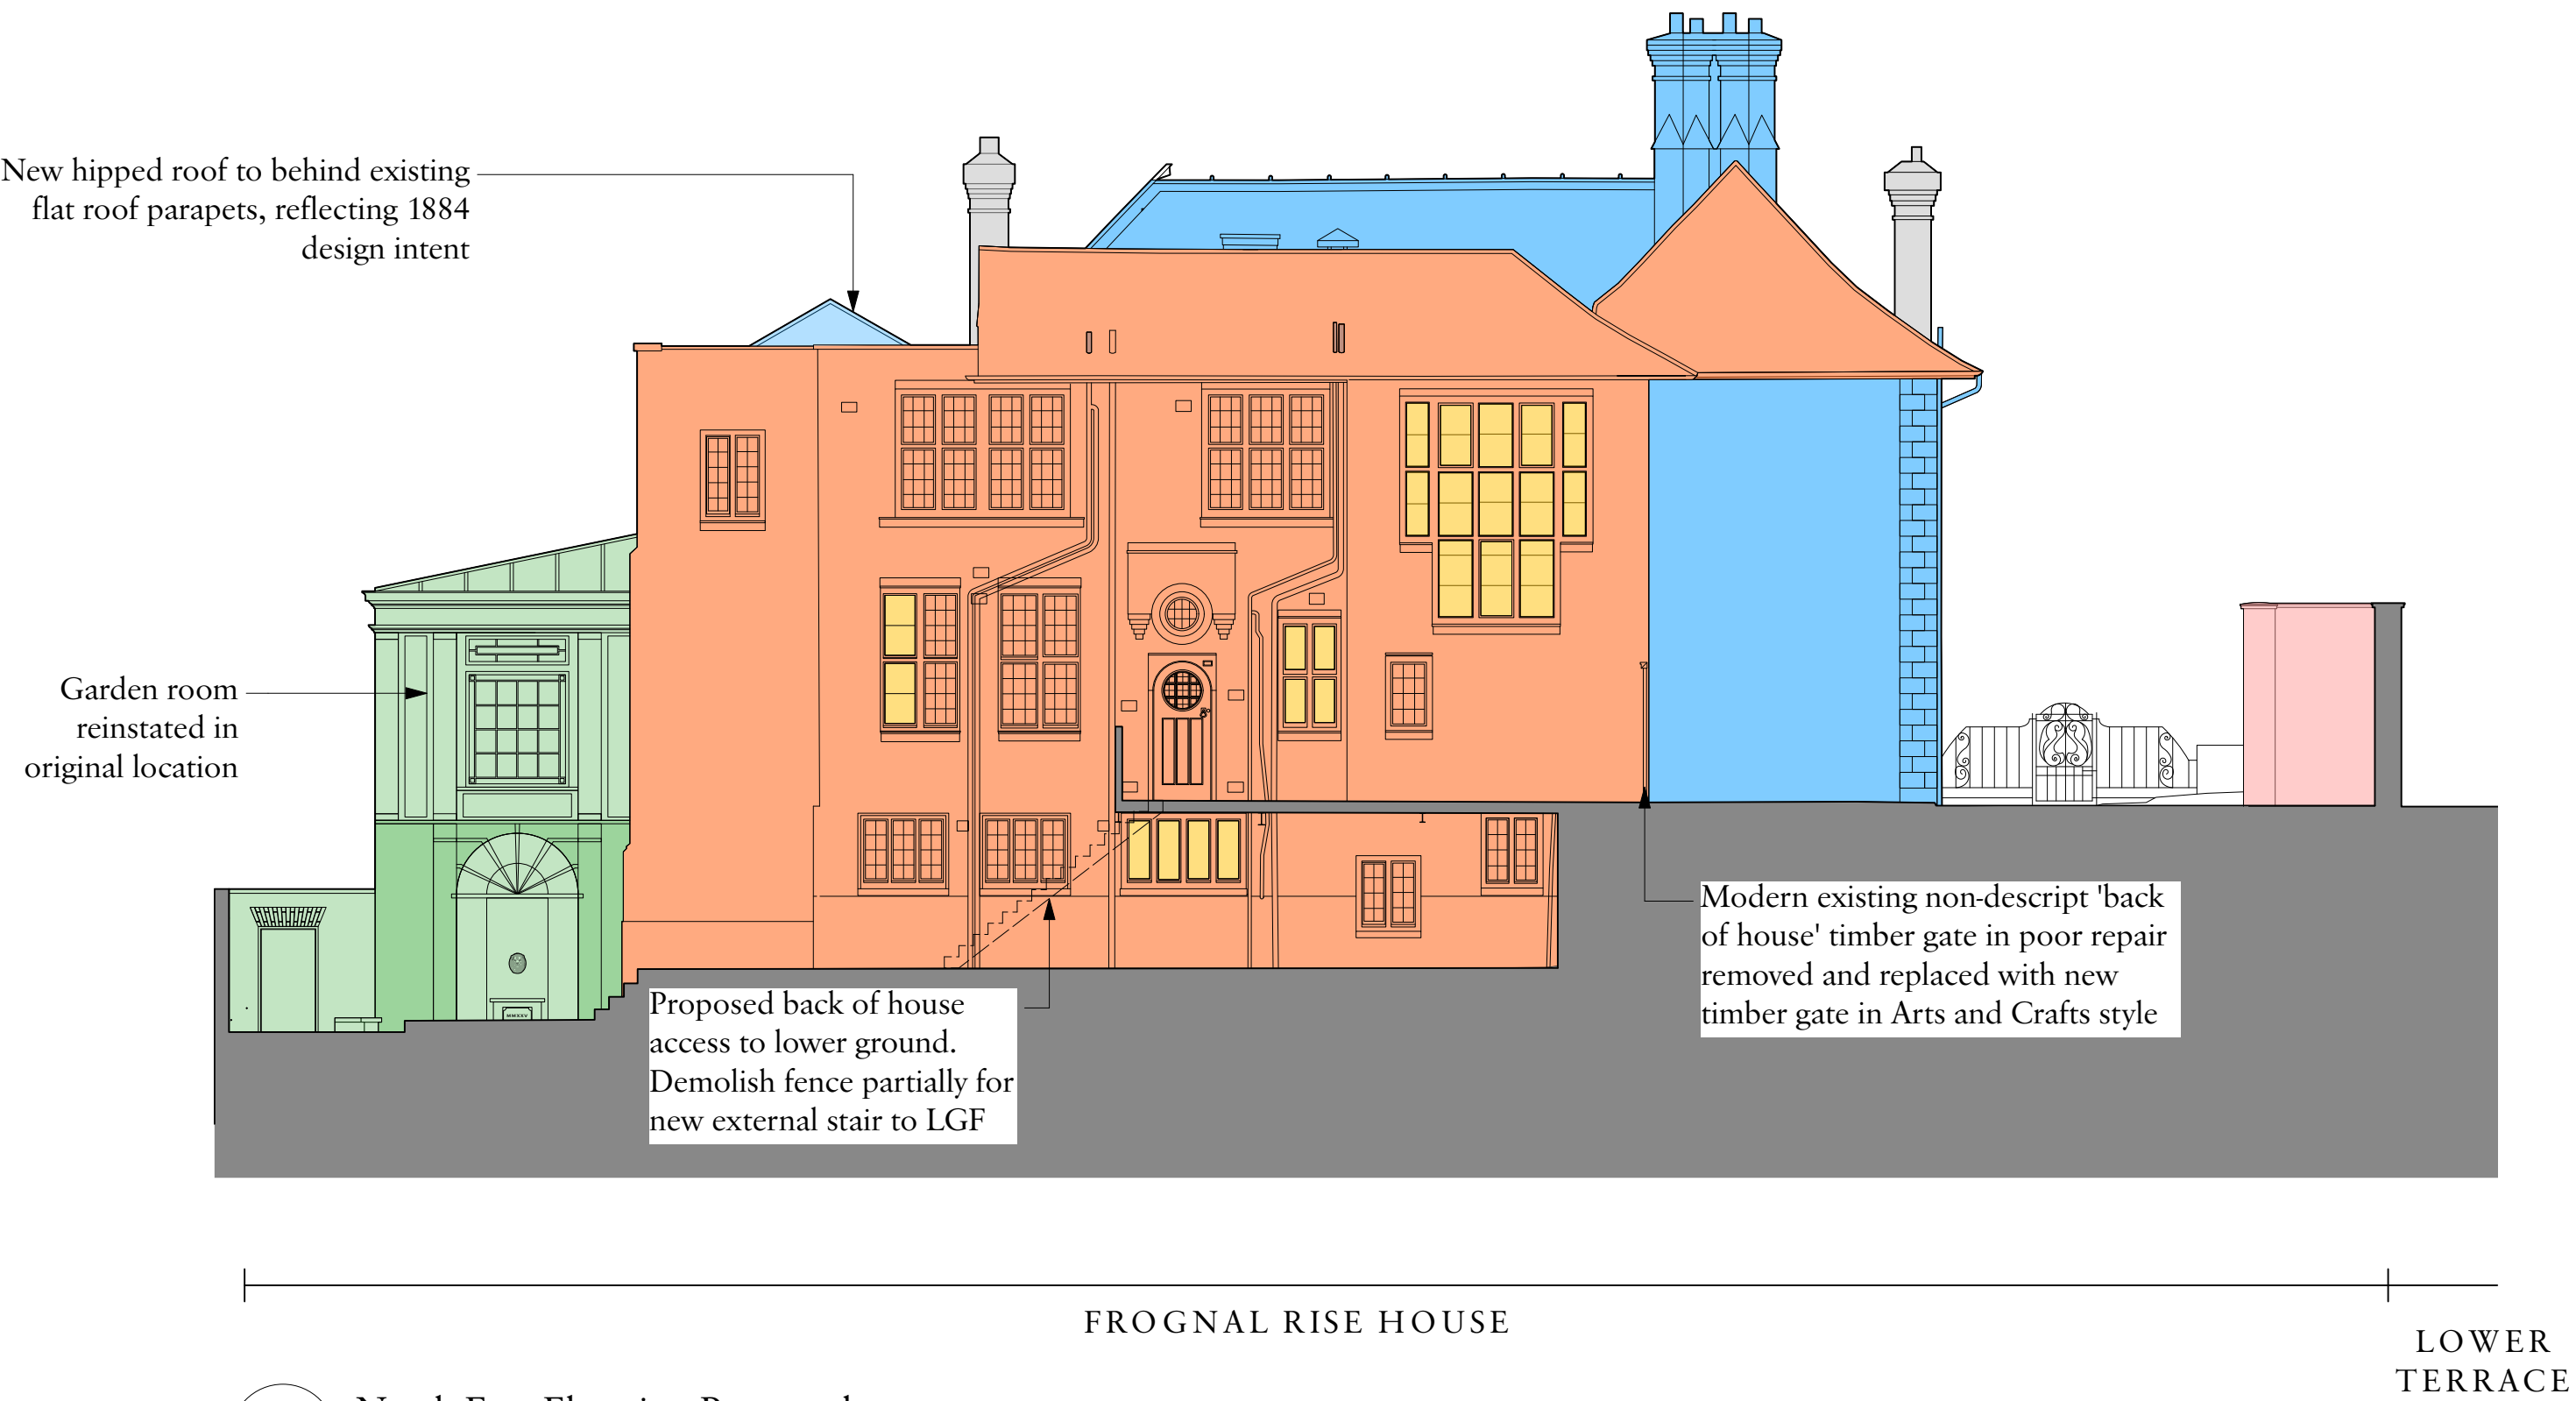 New hipped roof to behind existing
flat roof parapets, reflecting 1884
design intent
Garden room
reinstated in
original location
MMXXV
Modern existing non-descript 'back
of house' timber gate in poor repair
removed and replaced with new
timber gate in Arts and Crafts style
Proposed back of house
access to lower ground.
Demolish fence partially for
new external stair to LGF
FROGNAL RISE HOUSE
LOWER
TERRACE